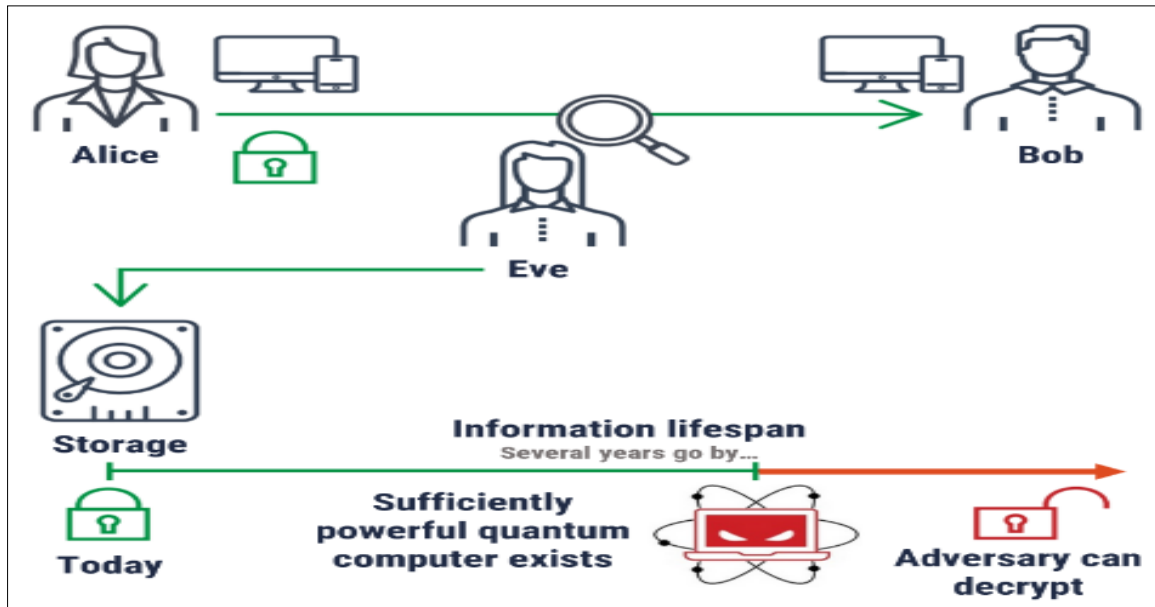 Alice
Bob
Eve
Storage
Information lifespan
Several years go by...
Sufficiently
powerful quantum
computer exists
Today
Adversary can
decrypt